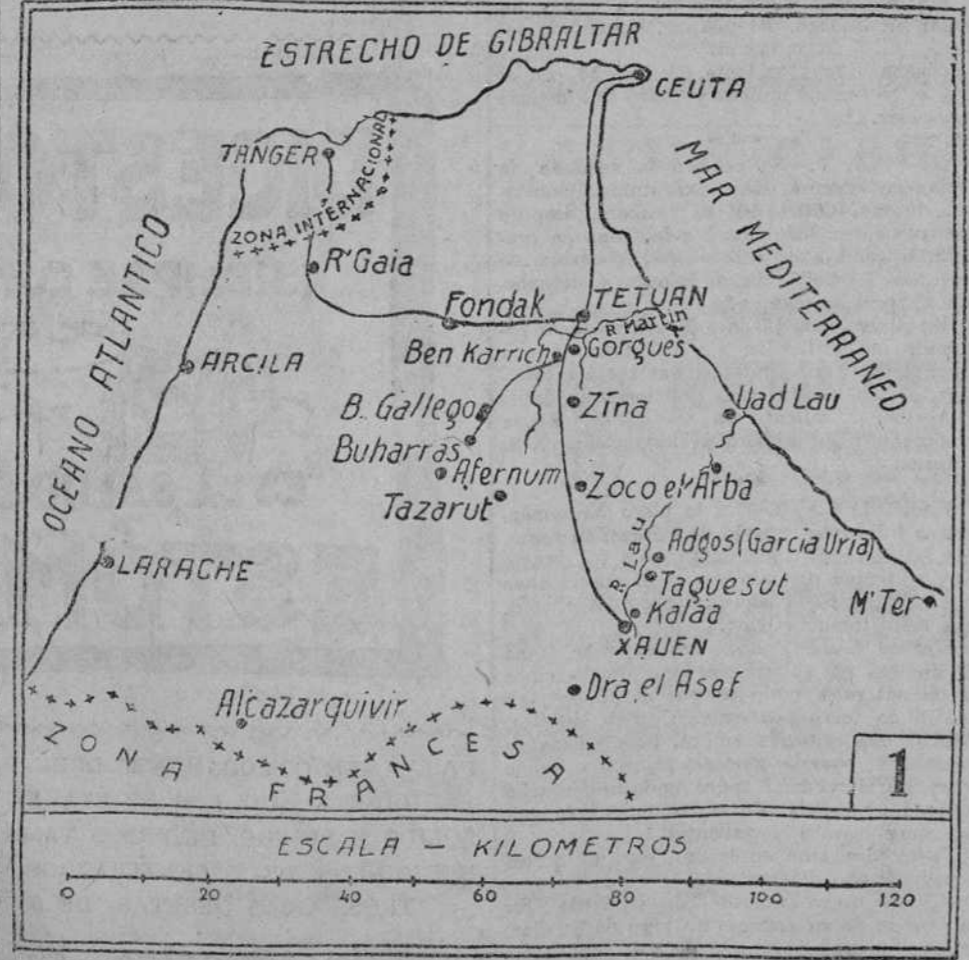 ESTRECHO DE GIBRALTAR
CEUTA
TANGER
MAR MEDITERRANEO
ZONA INTERNACIONAL
OCEANO ATLANTICO
R'Gaia
Fondak
TETUAN
R. Martin
Ben Karrich
Gorgues
ARCILA
B. Gallego
Zina
Uad Lau
Buharras
Afernum
Tazarut
Zoco el Arba
R. Lau
Adgos (Garcia Uria)
LARACHE
Taguesut
M'Ter
Kalaa
XAUEN
Dra el Asef
Alcazarquivir
ZONA FRANCESA
1
ESCALA - KILOMETROS
0 20 40 60 80 100 120